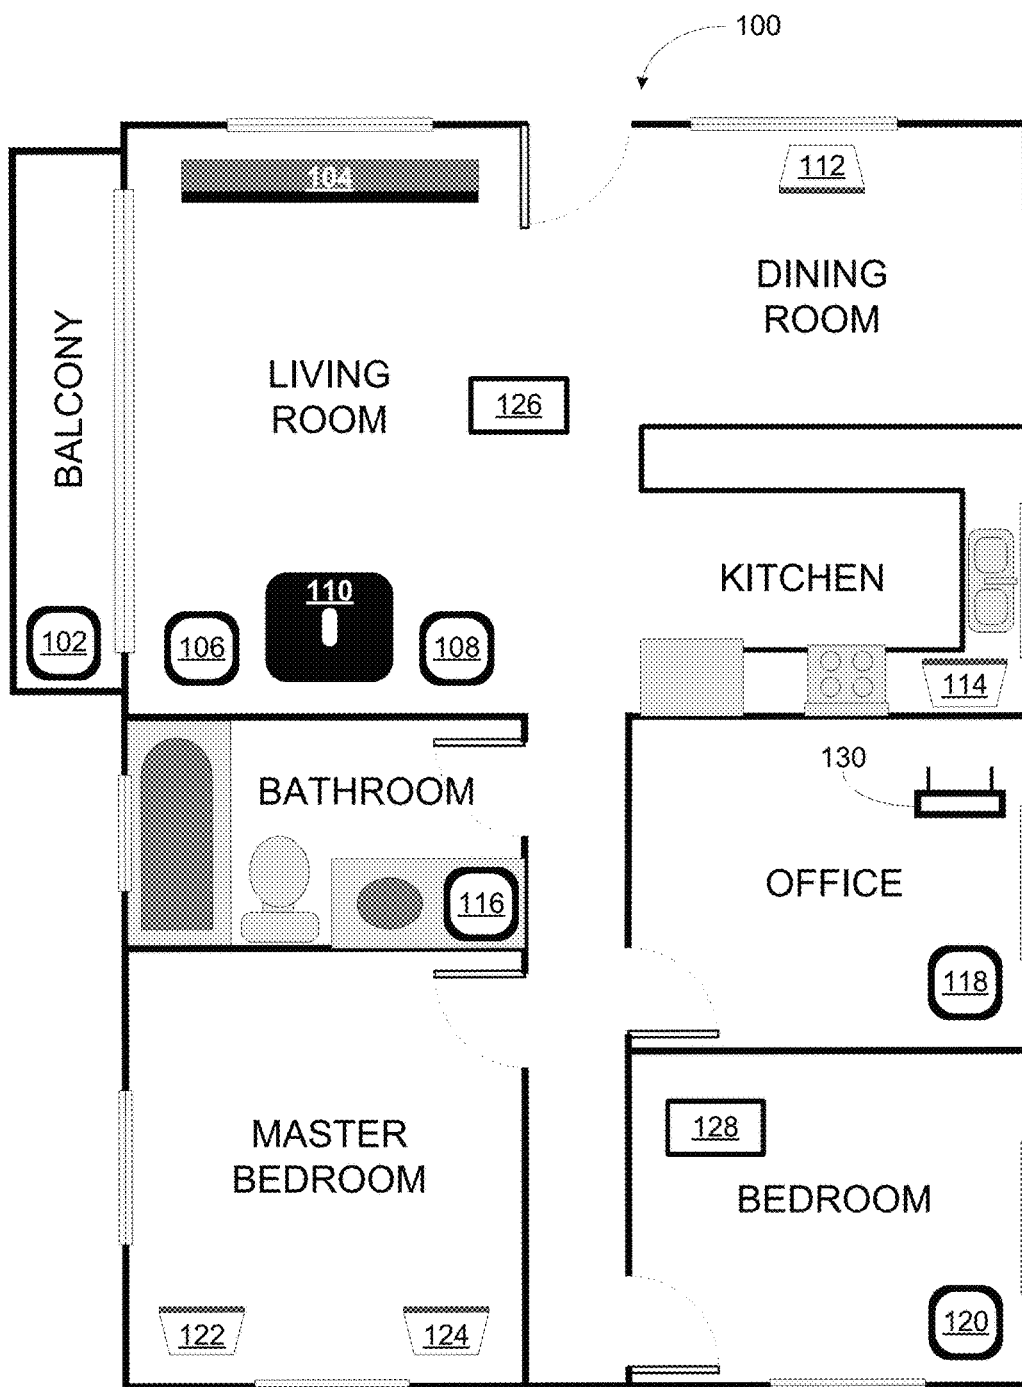 100
104
112
DINING
ROOM
BALCONY
LIVING
ROOM
126
KITCHEN
110
102
106
108
114
130
BATHROOM
OFFICE
116
118
MASTER
BEDROOM
128
BEDROOM
122
124
120